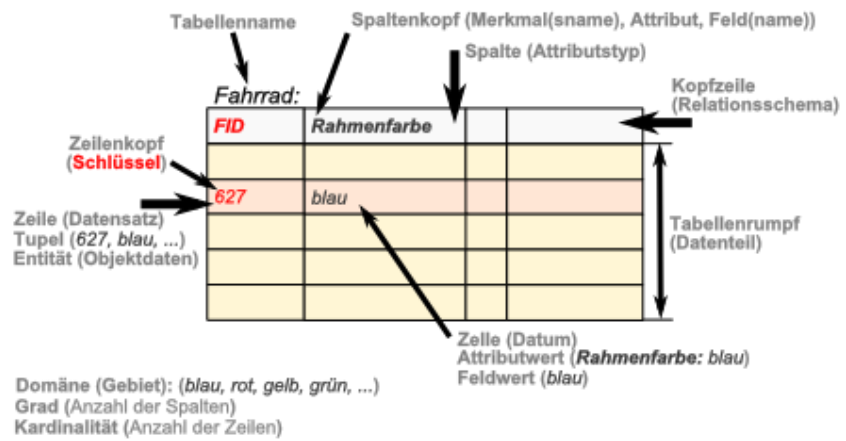 Tabellenname
Spaltenkopf (Merkmal(sname), Attribut, Feld(name))
Spalte (Attributstyp)
Kopfzeile
(Relationsschema)
Fahrrad:
FID Rahmenfarbe
Zeilenkopf
(Schlüssel)
627 blau
Zeile (Datensatz)
Tupel (627, blau, ...)
Entität (Objektdaten)
Tabellenrumpf
(Datenteil)
Zelle (Datum)
Attributwert (Rahmenfarbe: blau)
Feldwert (blau)
Domäne (Gebiet): (blau, rot, gelb, grün, ...)
Grad (Anzahl der Spalten)
Kardinalität (Anzahl der Zeilen)